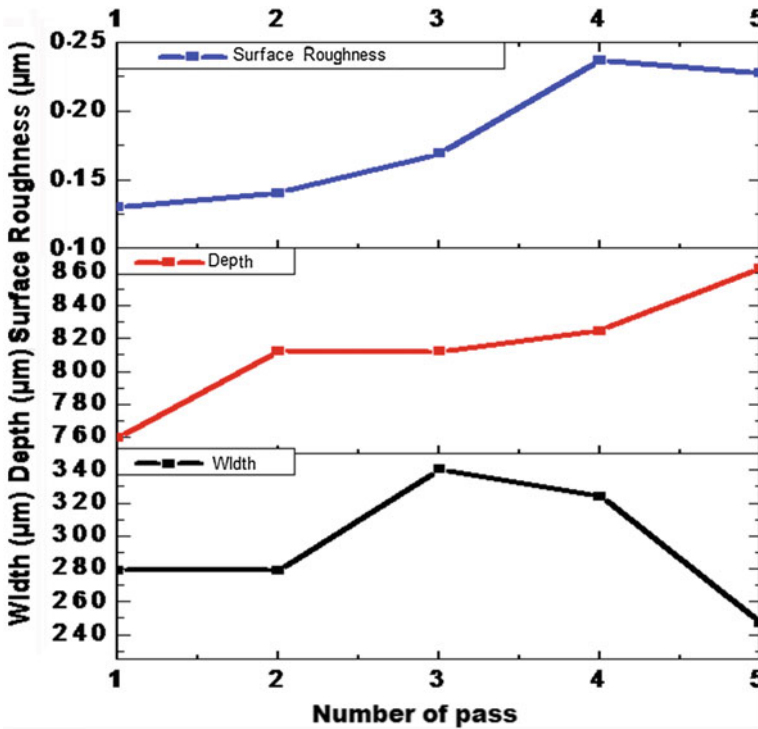 1 2 3 4 5
Surface Roughness (µm)
0·25
0·20
0·15
0·10
Surface Roughness
Depth (µm)
860
840
820
800
780
760
Depth
WIdth (µm)
340
320
300
280
260
240
WIdth
1 2 3 4 5
Number of pass